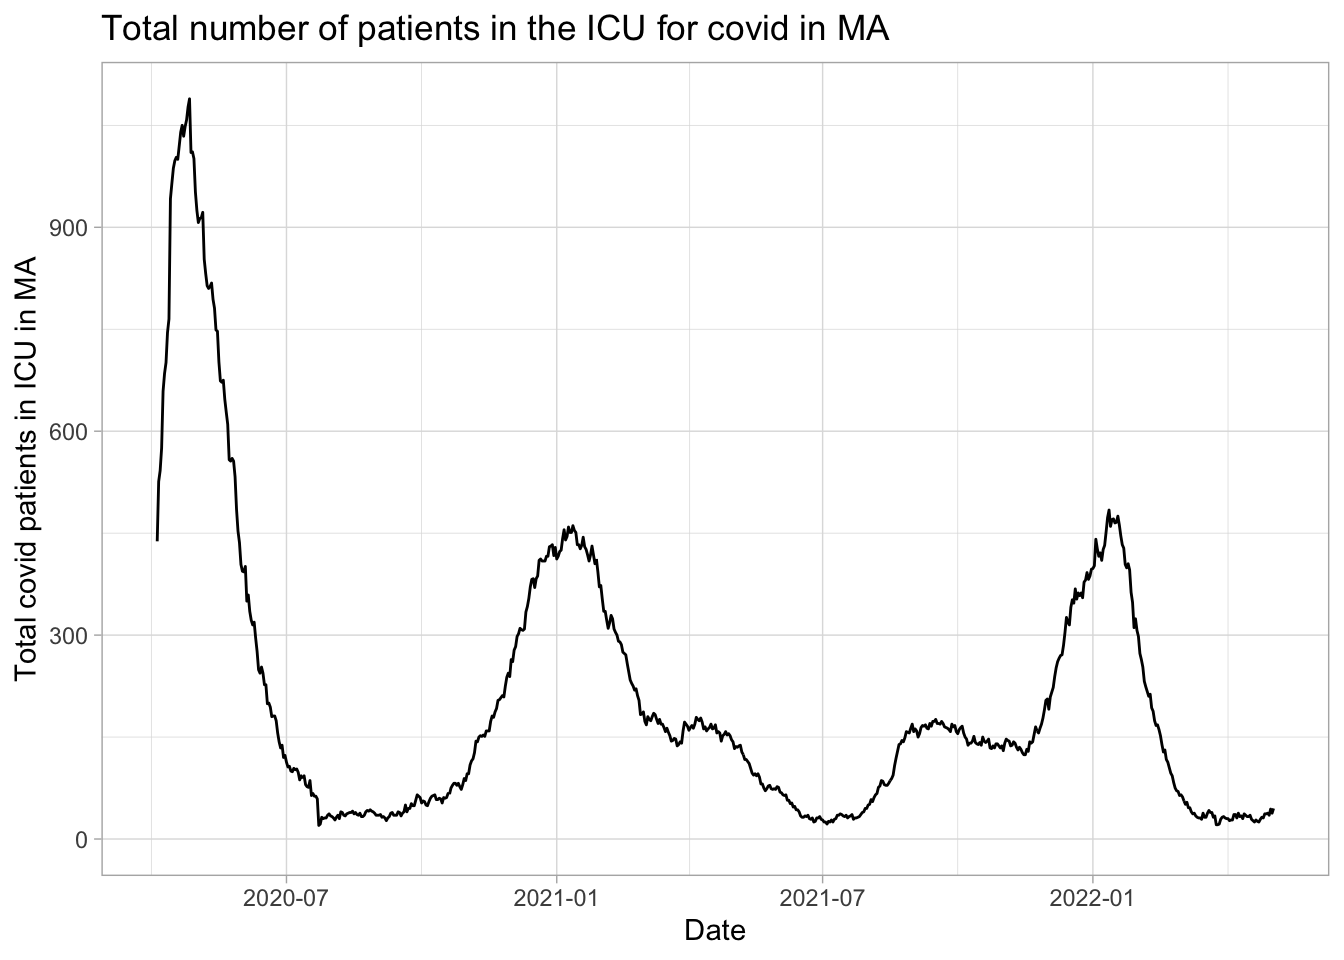 Total number of patients in the ICU for covid in MA
Total covid patients in ICU in MA
900
600
300
0
2020-07
2021-01
2021-07
2022-01
Date